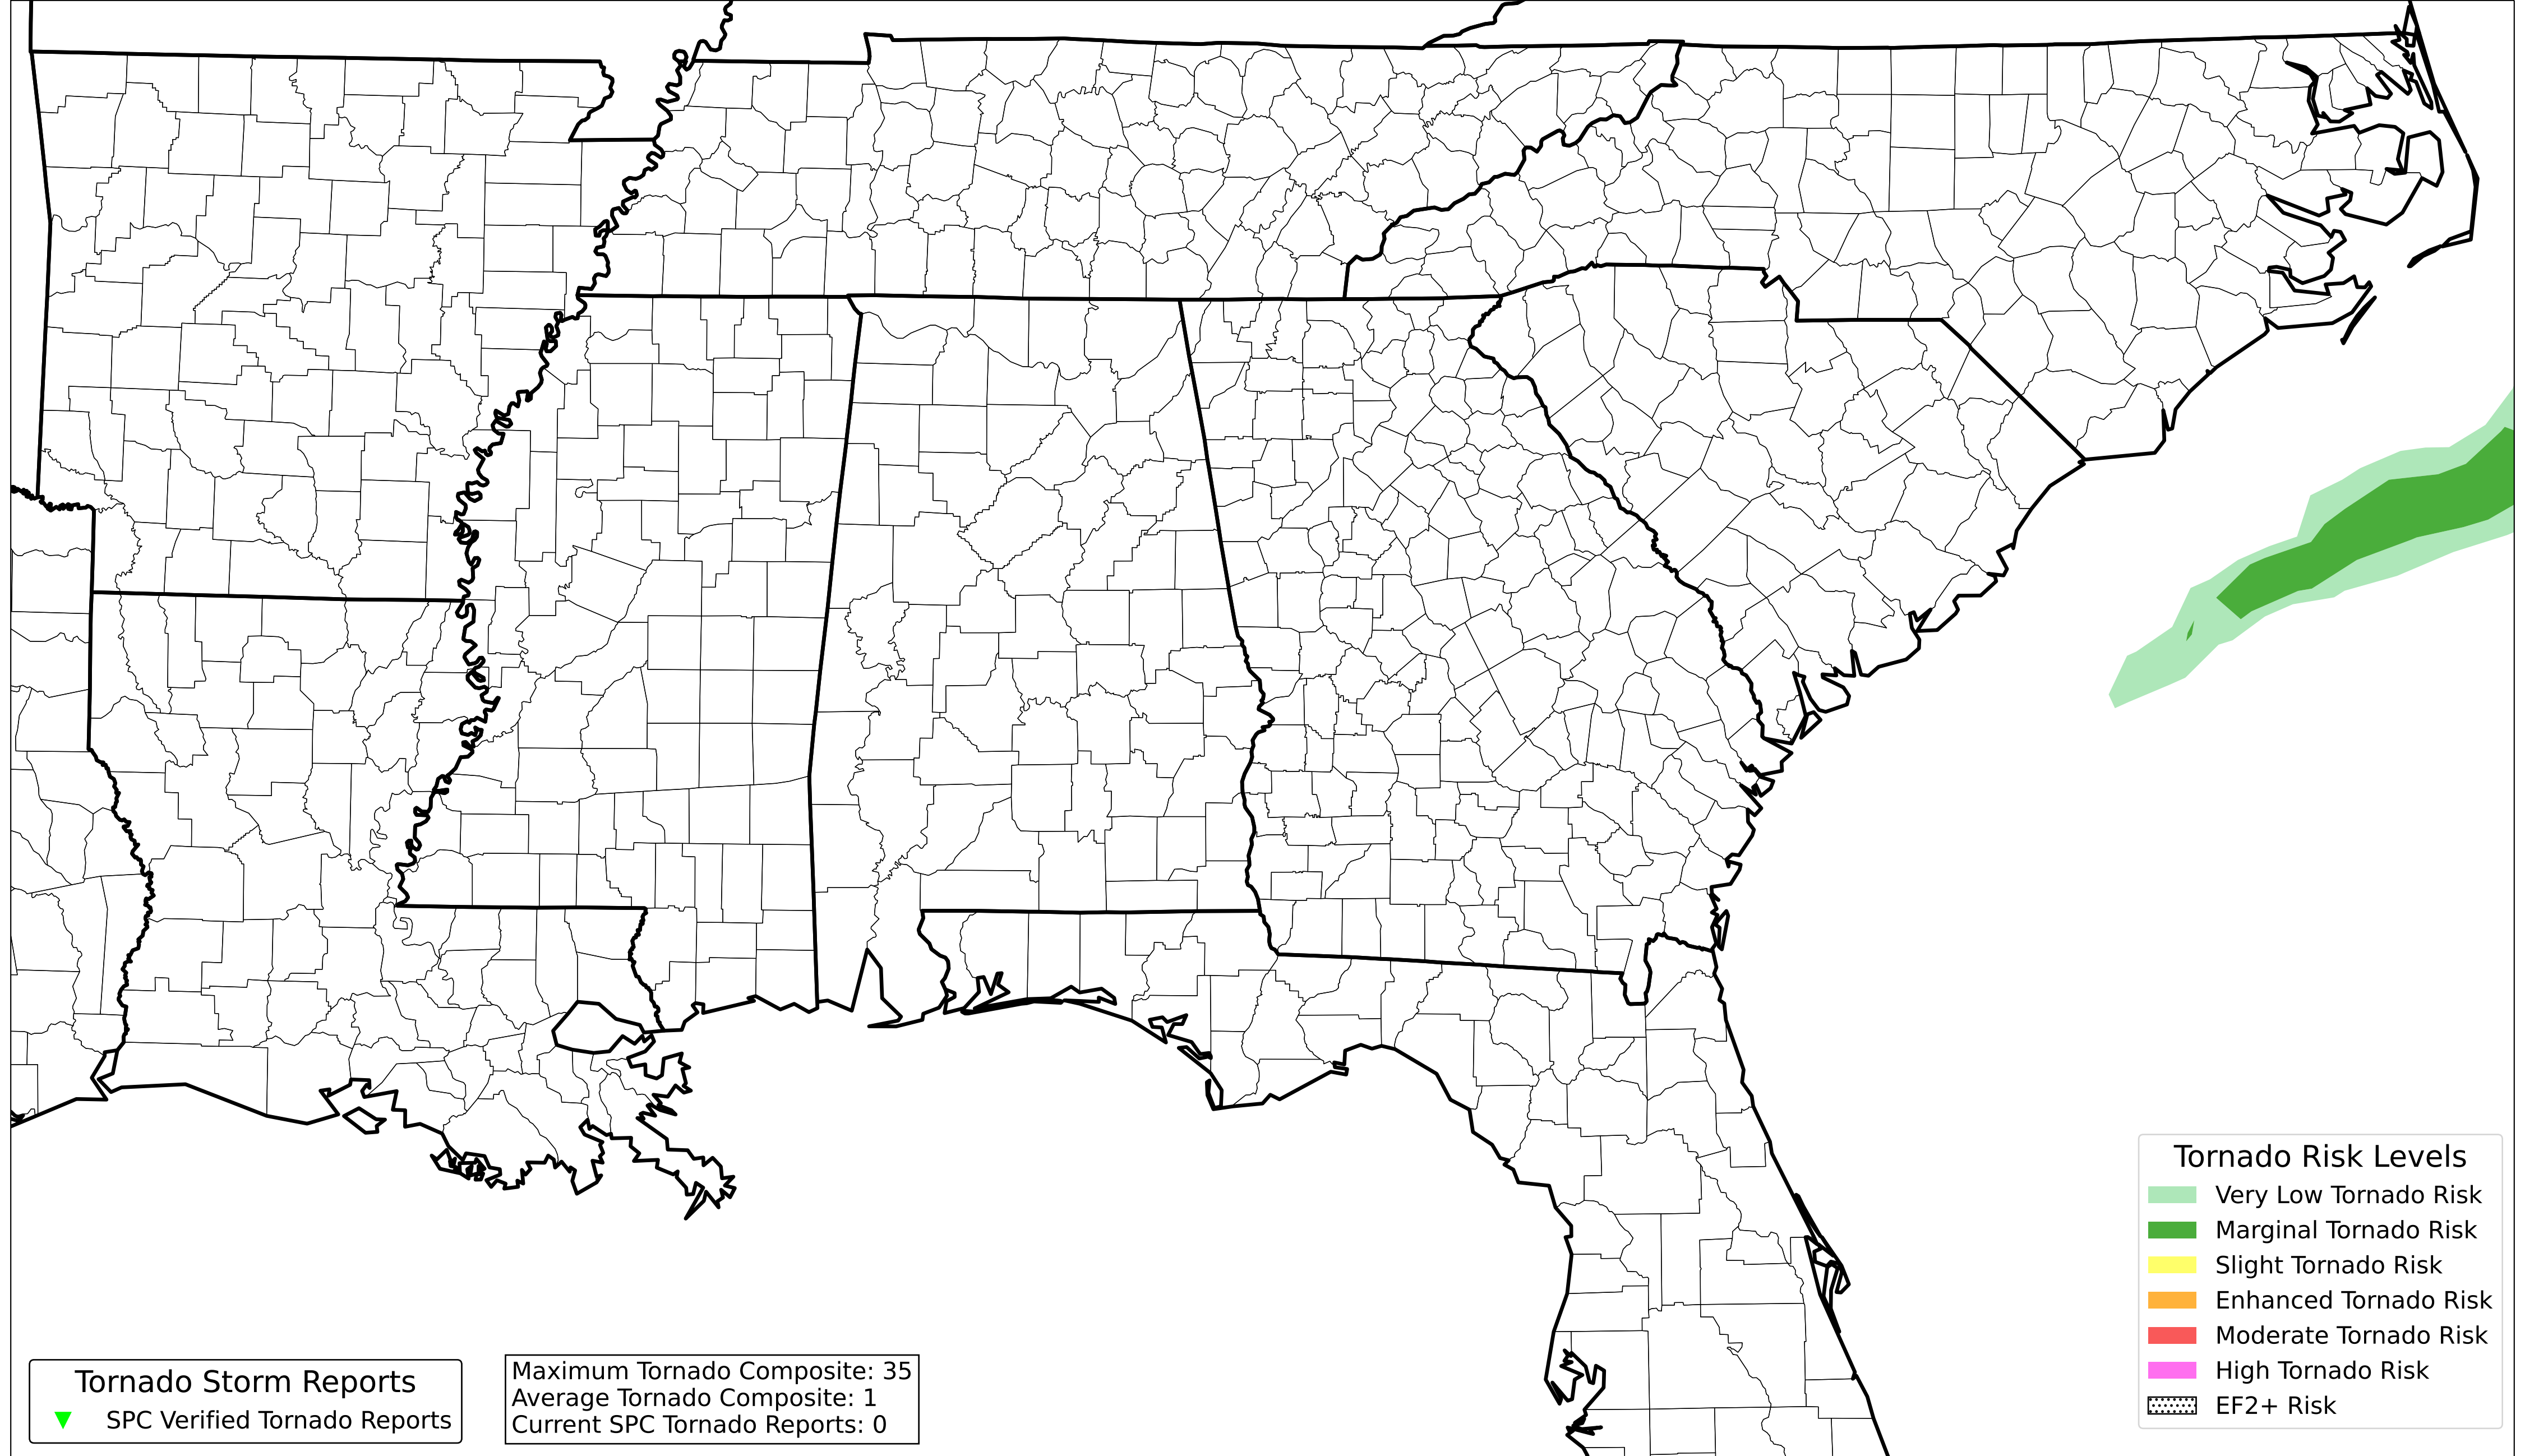 Tornado Storm Reports
SPC Verified Tornado Reports
Maximum Tornado Composite: 35
Average Tornado Composite: 1
Current SPC Tornado Reports: 0
Tornado Risk Levels
Very Low Tornado Risk
Marginal Tornado Risk
Slight Tornado Risk
Enhanced Tornado Risk
Moderate Tornado Risk
High Tornado Risk
EF2+ Risk